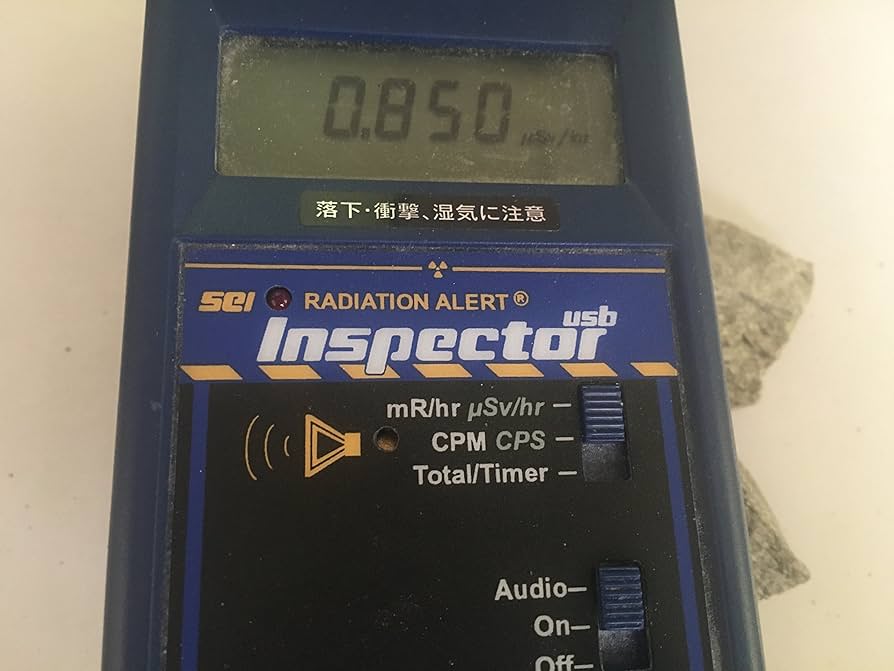 0.850 µSv/hr
落下・衝撃、湿気に注意
sei RADIATION ALERT®
Inspector usb
mR/hr µSv/hr
CPM CPS
Total/Timer
Audio
On
Off